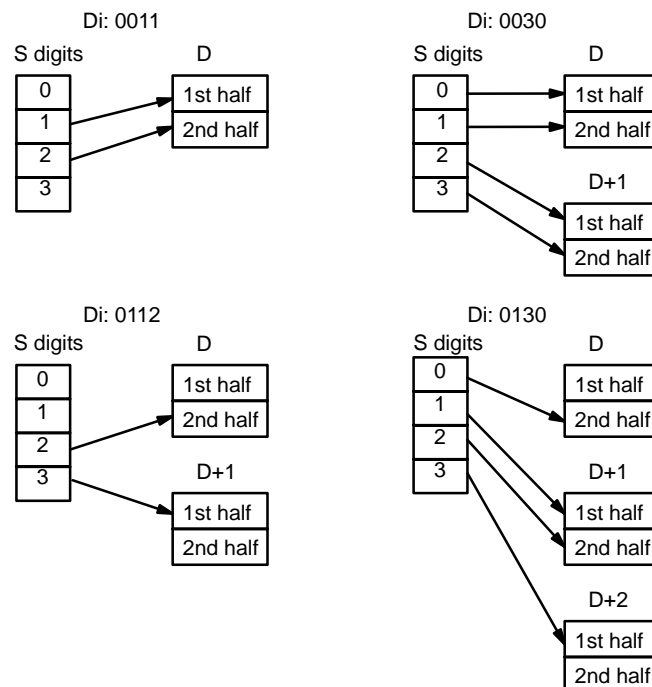 Di: 0011
S digits D
0
1
2
3
1st half
2nd half
Di: 0030
S digits D
0
1
2
3
1st half
2nd half
D+1
1st half
2nd half
Di: 0112
S digits D
0
1
2
3
1st half
2nd half
D+1
1st half
2nd half
Di: 0130
S digits D
0
1
2
3
1st half
2nd half
D+1
1st half
2nd half
D+2
1st half
2nd half